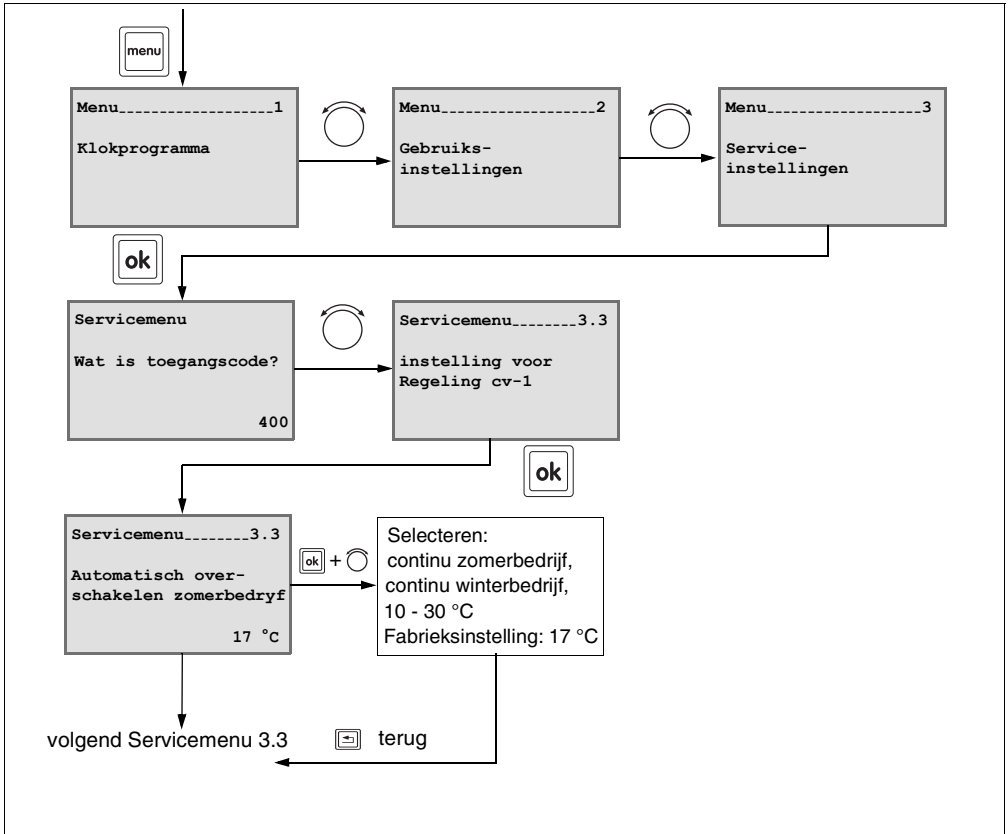 menu
Menu__________________1
Klokprogramma
Menu__________________2
Gebruiks-
instellingen
Menu__________________3
Service-
instellingen
ok
Servicemenu
Wat is toegangscode?
400
Servicemenu________3.3
instelling voor
Regeling cv-1
ok
Servicemenu________3.3
Automatisch over-
schakelen zomerbedryf
17 °C
ok +
Selecteren:
continu zomerbedrijf,
continu winterbedrijf,
10 - 30 °C
Fabrieksinstelling: 17 °C
volgend Servicemenu 3.3
terug